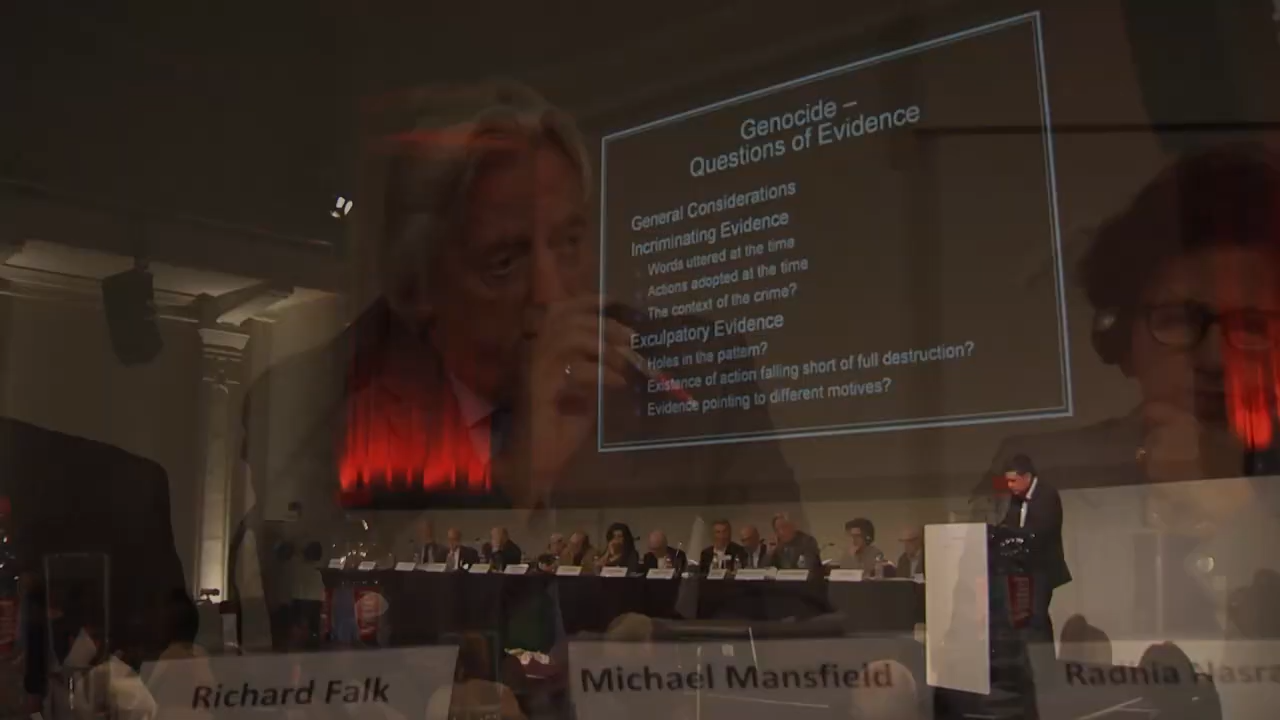 Genocide –
Questions of Evidence
General Considerations
Incriminating Evidence
Words uttered at the time
Actions adopted at the time
The context of the crime?
Exculpatory Evidence
Holes in the pattern?
Existence of action falling short of full destruction?
Evidence pointing to different motives?
Richard Falk
Michael Mansfield
Radhia Nasra